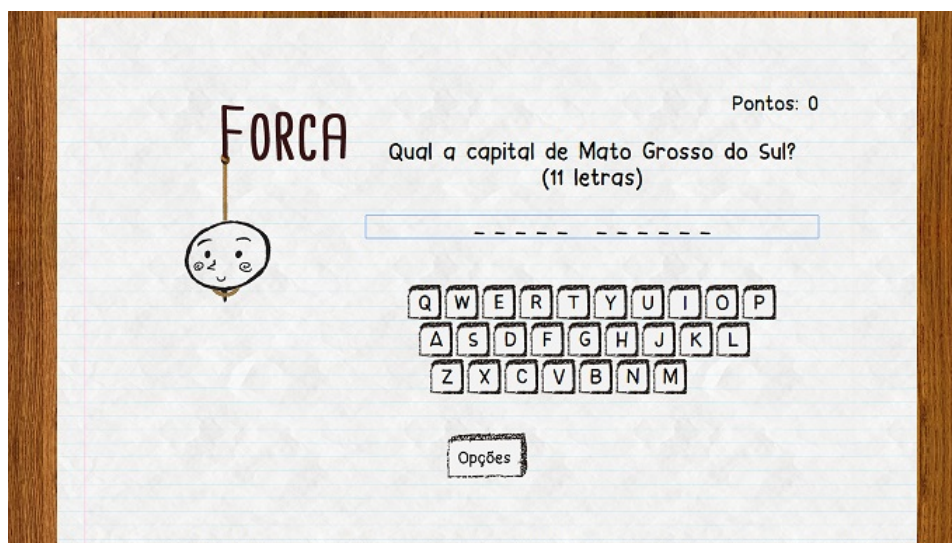 Pontos: 0
FORCA
Qual a capital de Mato Grosso do Sul?
(11 letras)
_ _ _ _ _  _ _ _ _ _ _
Q W E R T Y U I O P
A S D F G H J K L
Z X C V B N M
Opções